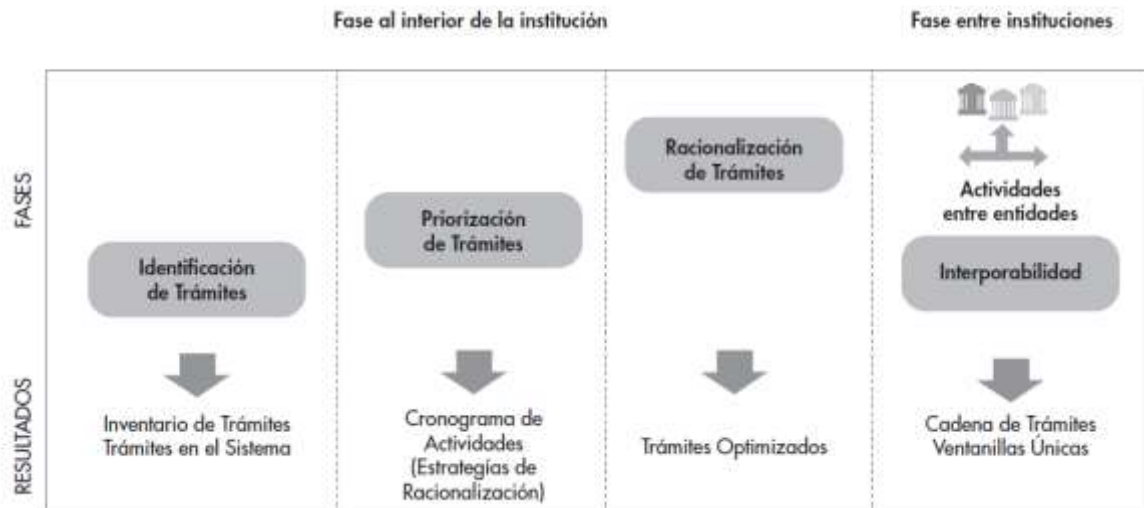 Fase al interior de la institución
Fase entre instituciones
FASES
Identificación
de Trámites
Priorización
de Trámites
Racionalización
de Trámites
Actividades
entre entidades
Interporabilidad
RESULTADOS
Inventario de Trámites
Trámites en el Sistema
Cronograma de
Actividades
(Estrategías de
Racionalización)
Trámites Optimizados
Cadena de Trámites
Ventanillas Únicas